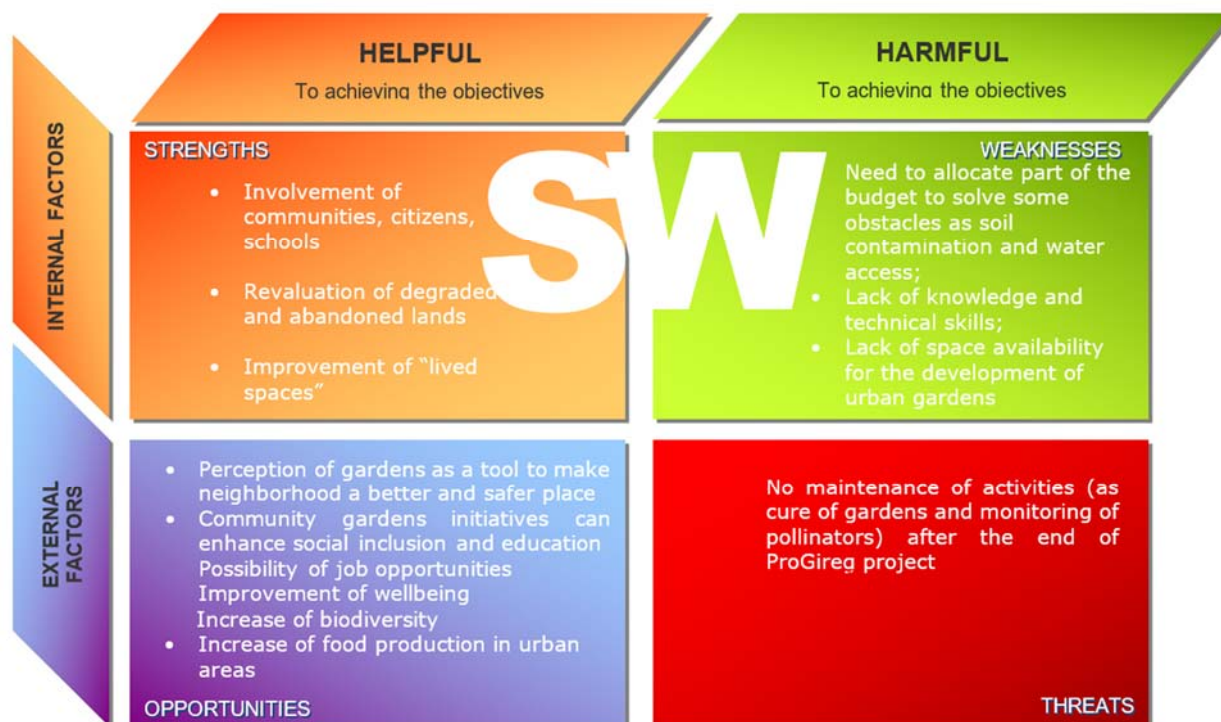 HELPFUL
To achieving the objectives
HARMFUL
To achieving the objectives
INTERNAL FACTORS
STRENGTHS
• Involvement of
communities, citizens,
schools
• Revaluation of degraded
and abandoned lands
• Improvement of “lived
spaces”
SW
WEAKNESSES
Need to allocate part of the
budget to solve some
obstacles as soil
contamination and water
access;
• Lack of knowledge and
technical skills;
• Lack of space availability
for the development of
urban gardens
EXTERNAL
FACTORS
• Perception of gardens as a tool to make
neighborhood a better and safer place
• Community gardens initiatives can
enhance social inclusion and education
Possibility of job opportunities
Improvement of wellbeing
Increase of biodiversity
• Increase of food production in urban
areas
OPPORTUNITIES
No maintenance of activities (as
cure of gardens and monitoring of
pollinators) after the end of
ProGireg project
THREATS